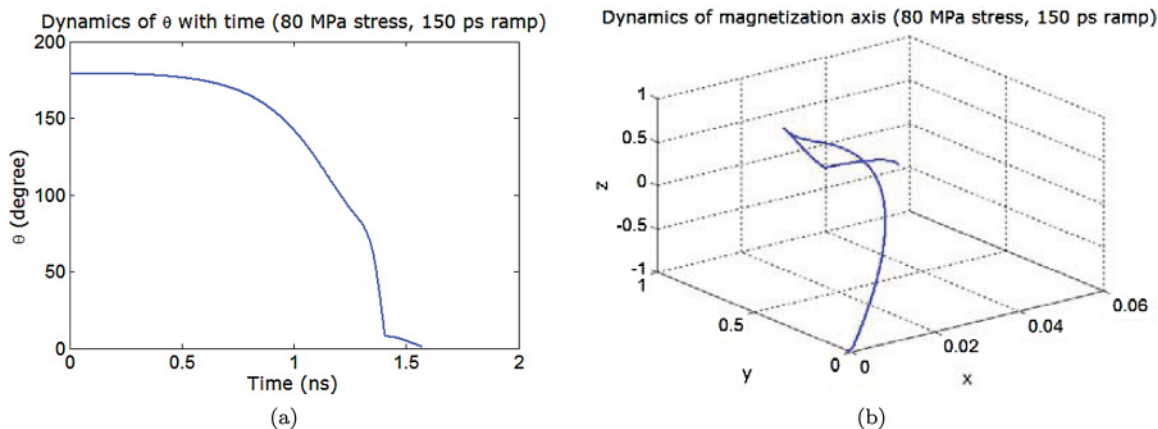 Dynamics of θ with time (80 MPa stress, 150 ps ramp)
200
150
100
50
0
θ (degree)
0 0.5 1 1.5 2
Time (ns)
(a)
Dynamics of magnetization axis (80 MPa stress, 150 ps ramp)
1
0.5
0
-0.5
-1
z
1
0.5
0
y
0
0.02
0.04
0.06
x
(b)